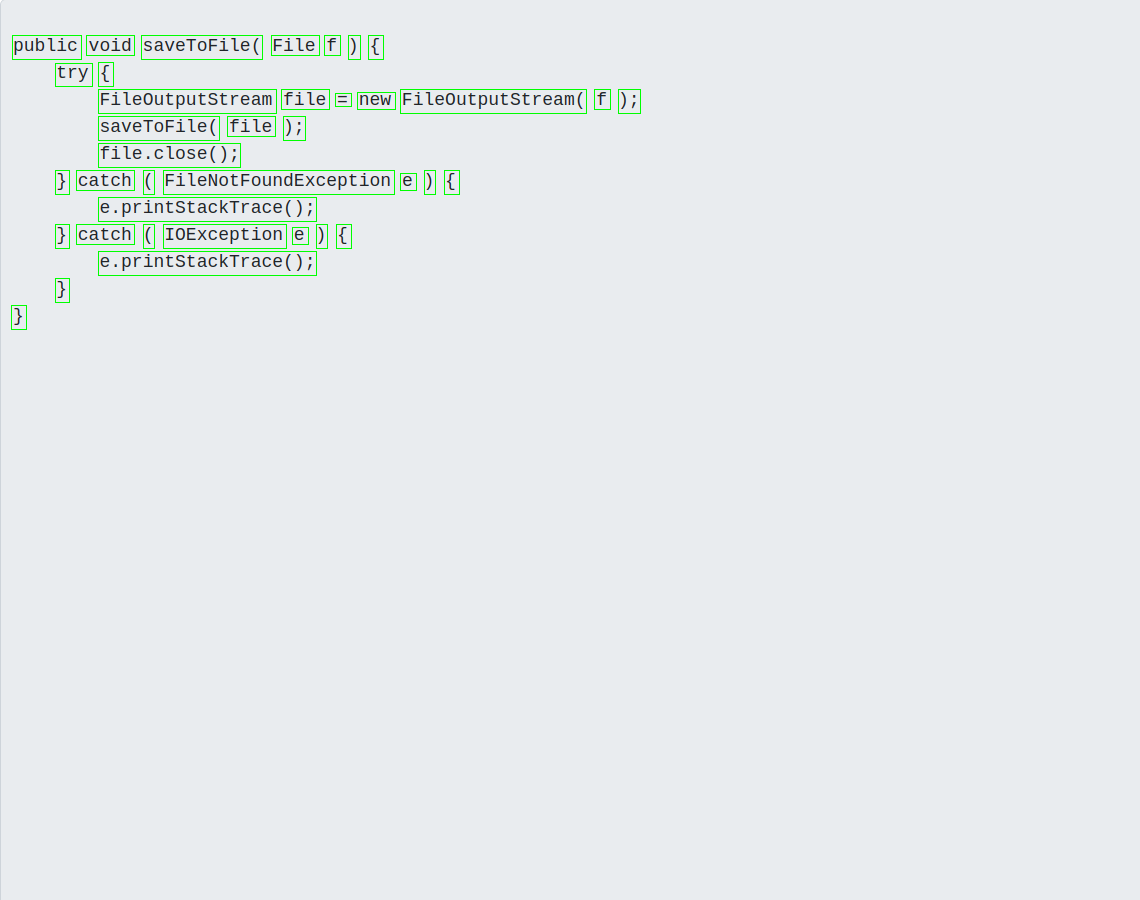 public void saveToFile( File f ) {
    try {
        FileOutputStream file = new FileOutputStream( f );
        saveToFile( file );
        file.close();
    } catch ( FileNotFoundException e ) {
        e.printStackTrace();
    } catch ( IOException e ) {
        e.printStackTrace();
    }
}